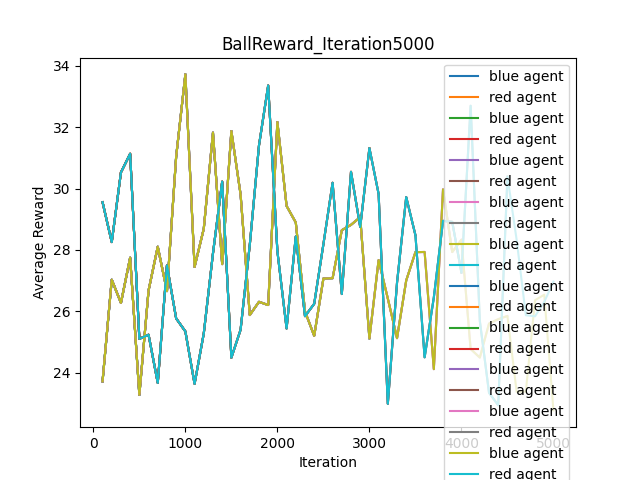 BallReward_Iteration5000
Average Reward
34
32
30
28
26
24
0
1000
2000
3000
4000
5000
Iteration
blue agent
red agent
blue agent
red agent
blue agent
red agent
blue agent
red agent
blue agent
red agent
blue agent
red agent
blue agent
red agent
blue agent
red agent
blue agent
red agent
blue agent
red agent